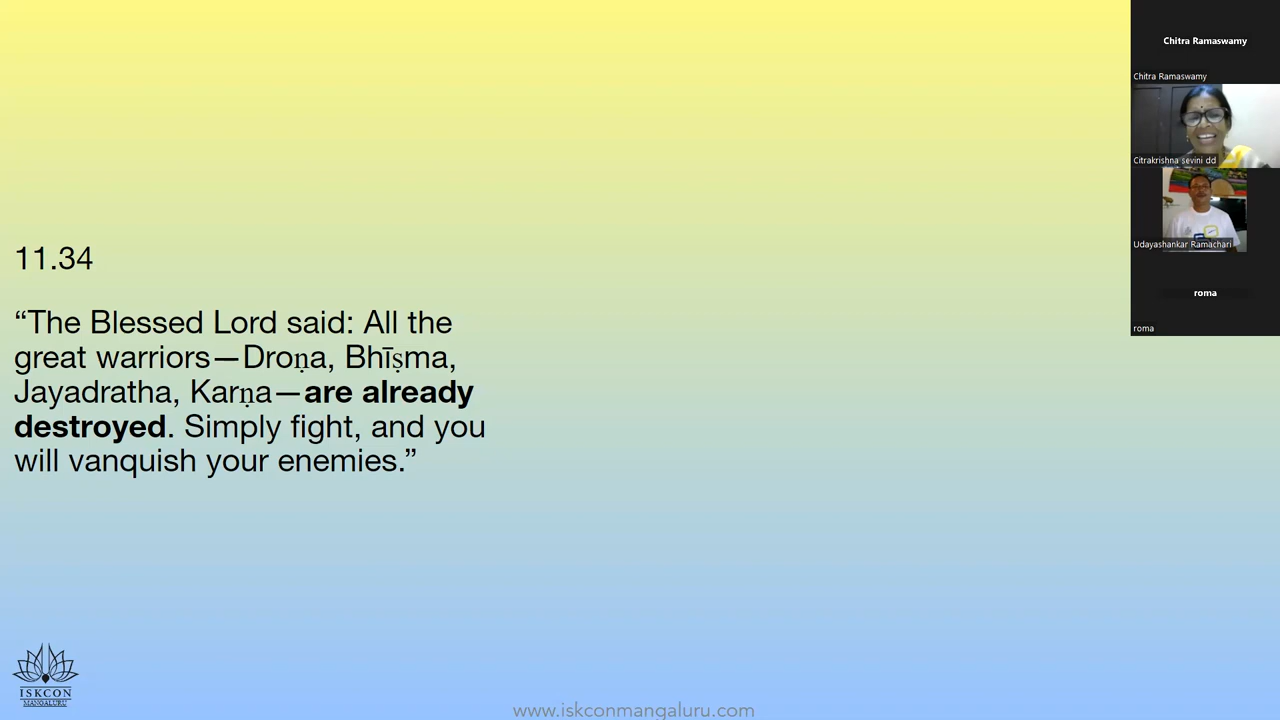 11.34
“The Blessed Lord said: All the
great warriors—Droṇa, Bhīṣma,
Jayadratha, Karṇa—are already
destroyed. Simply fight, and you
will vanquish your enemies.”
ISKCON
MANGALURU
www.iskconmangaluru.com
Chitra Ramaswamy
Chitra Ramaswamy
Citrakrishna sevini dd
Udayashankar Ramachari
roma
roma